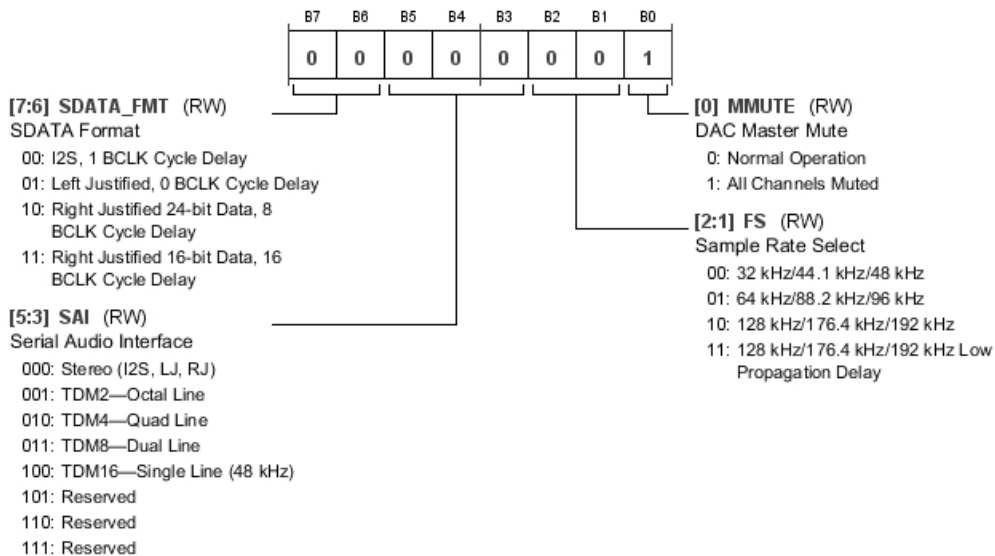 B7 B6 B5 B4 B3 B2 B1 B0
0 0 0 0 0 0 0 1
[7:6] SDATA_FMT (RW)
SDATA Format
00: I2S, 1 BCLK Cycle Delay
01: Left Justified, 0 BCLK Cycle Delay
10: Right Justified 24-bit Data, 8
BCLK Cycle Delay
11: Right Justified 16-bit Data, 16
BCLK Cycle Delay
[5:3] SAI (RW)
Serial Audio Interface
000: Stereo (I2S, LJ, RJ)
001: TDM2—Octal Line
010: TDM4—Quad Line
011: TDM8—Dual Line
100: TDM16—Single Line (48 kHz)
101: Reserved
110: Reserved
111: Reserved
[0] MMUTE (RW)
DAC Master Mute
0: Normal Operation
1: All Channels Muted
[2:1] FS (RW)
Sample Rate Select
00: 32 kHz/44.1 kHz/48 kHz
01: 64 kHz/88.2 kHz/96 kHz
10: 128 kHz/176.4 kHz/192 kHz
11: 128 kHz/176.4 kHz/192 kHz Low
Propagation Delay